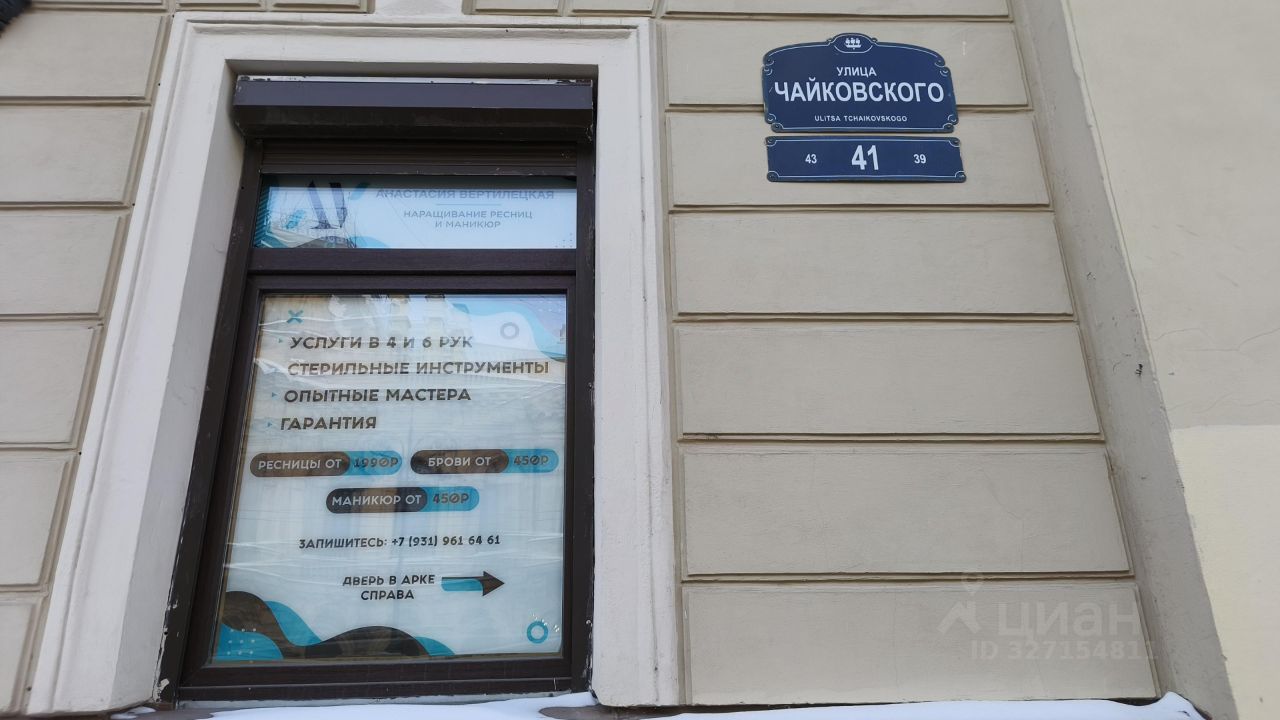 АНАСТАСИЯ ВЕРТИЛЕЦКАЯ
НАРАЩИВАНИЕ РЕСНИЦ
И МАНИКЮР
УСЛУГИ В 4 И 6 РУК
СТЕРИЛЬНЫЕ ИНСТРУМЕНТЫ
ОПЫТНЫЕ МАСТЕРА
ГАРАНТИЯ
РЕСНИЦЫ ОТ 1990Р
БРОВИ ОТ 450Р
МАНИКЮР ОТ 450Р
ЗАПИШИТЕСЬ: +7 (931) 961 64 61
ДВЕРЬ В АРКЕ
СПРАВА
УЛИЦА
ЧАЙКОВСКОГО
ULITSA TCHAIKOVSKOGO
43 41 39
циан